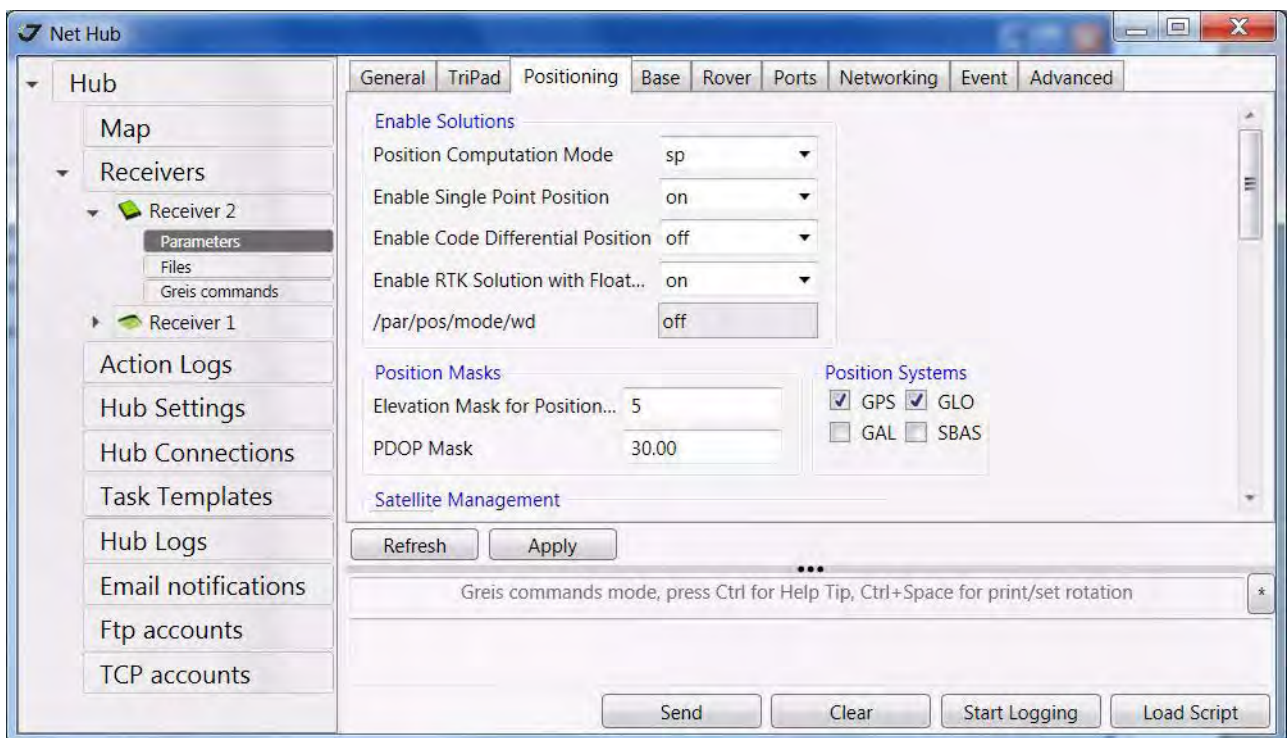 Net Hub
Hub
Map
Receivers
Receiver 2
Parameters
Files
Greis commands
Receiver 1
Action Logs
Hub Settings
Hub Connections
Task Templates
Hub Logs
Email notifications
Ftp accounts
TCP accounts
General TriPad Positioning Base Rover Ports Networking Event Advanced
Enable Solutions
Position Computation Mode sp
Enable Single Point Position on
Enable Code Differential Position off
Enable RTK Solution with Float... on
/par/pos/mode/wd off
Position Masks
Elevation Mask for Position... 5
PDOP Mask 30.00
Position Systems
GPS GLO
GAL SBAS
Satellite Management
Refresh Apply
Greis commands mode, press Ctrl for Help Tip, Ctrl+Space for print/set rotation *
Send Clear Start Logging Load Script